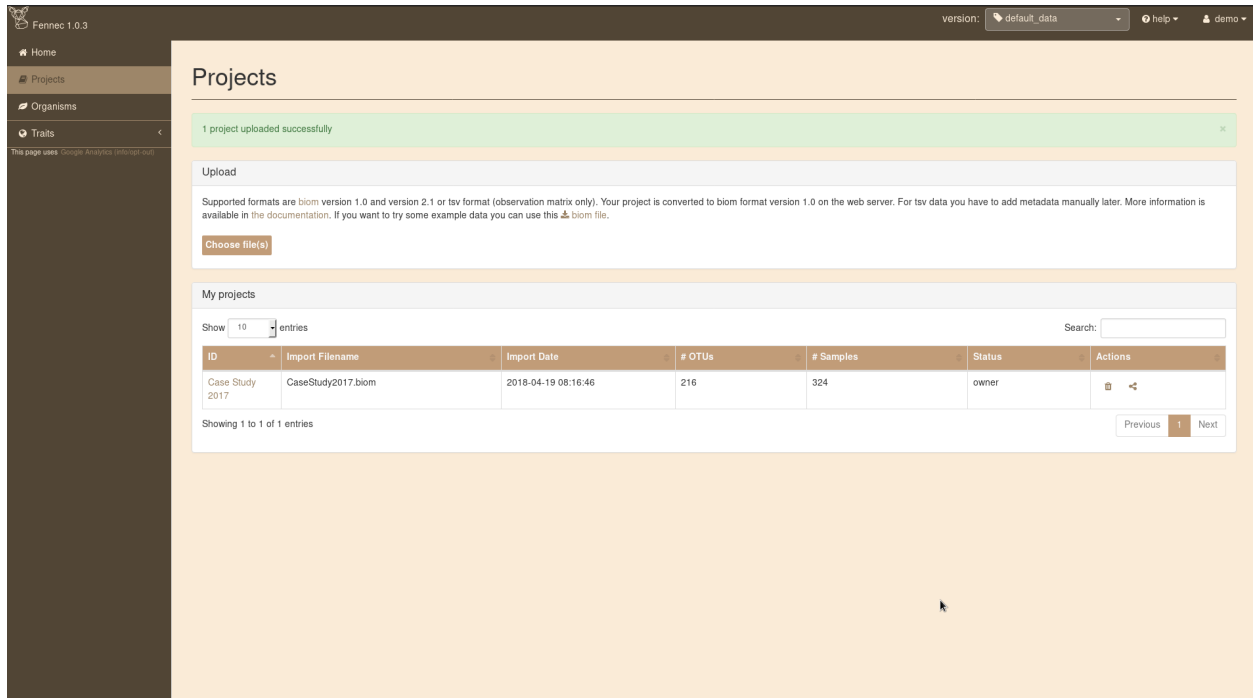 Fennec 1.0.3
version:
default_data
help
demo
Home
Projects
Organisms
Traits
This page uses Google Analytics (info/opt-out)
Projects
1 project uploaded successfully
×
Upload
Supported formats are biom version 1.0 and version 2.1 or tsv format (observation matrix only). Your project is converted to biom format version 1.0 on the web server. For tsv data you have to add metadata manually later. More information is
available in the documentation. If you want to try some example data you can use this biom file.
Choose file(s)
My projects
Show 10 entries
Search:
ID Import Filename Import Date # OTUs # Samples Status Actions
Case Study CaseStudy2017.biom 2018-04-19 08:16:46 216 324 owner
2017
Showing 1 to 1 of 1 entries
Previous 1 Next